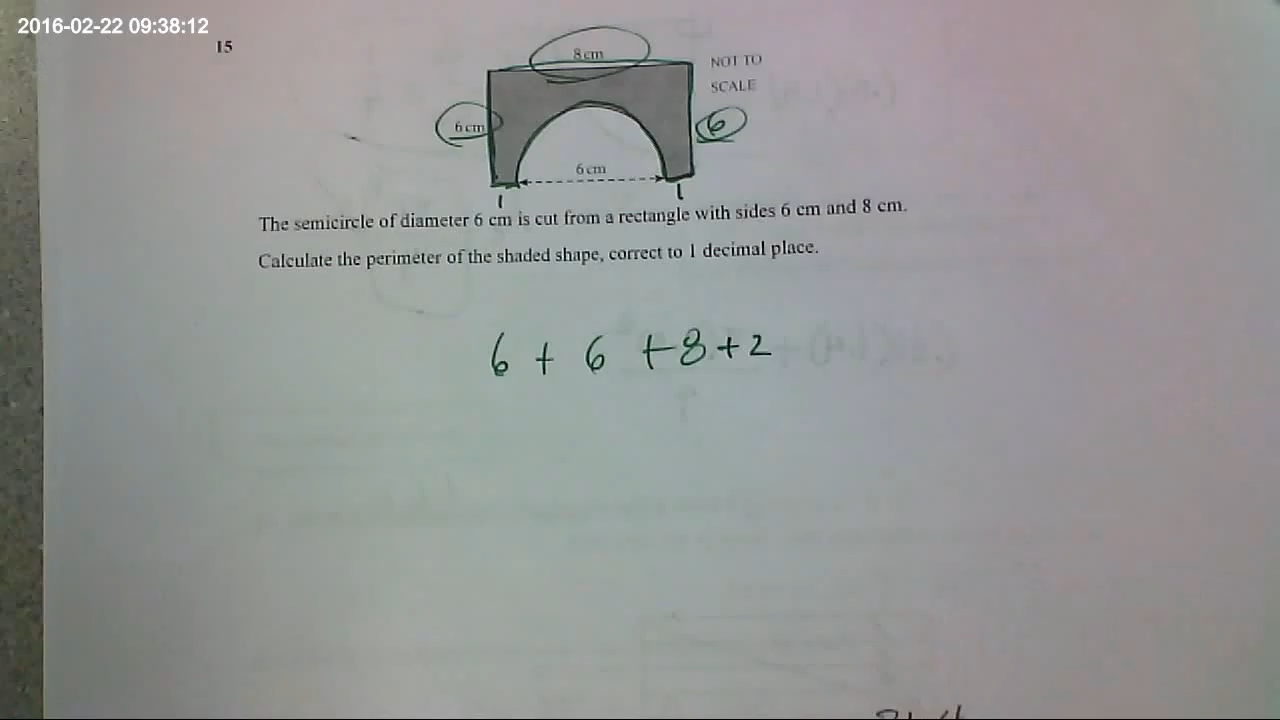 2016-02-22 09:38:12
15
8 cm
NOT TO
SCALE
6 cm
6
6 cm
1
1
The semicircle of diameter 6 cm is cut from a rectangle with sides 6 cm and 8 cm.
Calculate the perimeter of the shaded shape, correct to 1 decimal place.
6 + 6 + 8 + 2